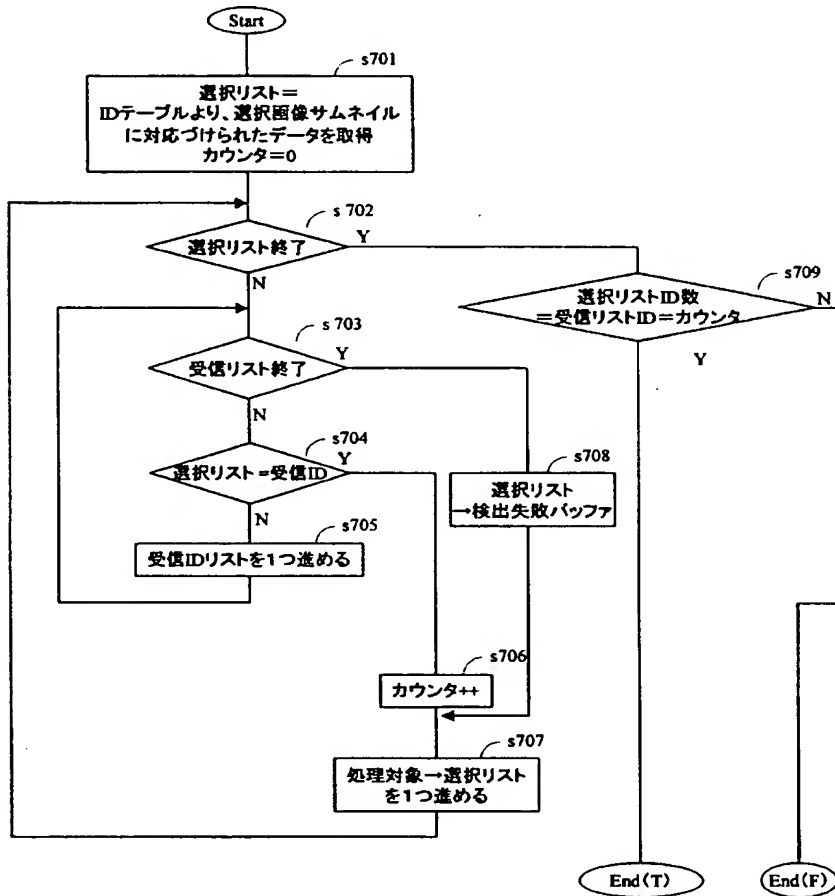 Start
s701
選択リスト=
IDテーブルより、選択画像サムネイル
に対応づけられたデータを取得
カウンタ=0
s 702
選択リスト終了
Y
N
s709
選択リストID数
=受信リストID=カウンタ
N
Y
s 703
受信リスト終了
Y
N
s704
選択リスト=受信ID
Y
N
s708
選択リスト
→検出失敗バッファ
s705
受信IDリストを1つ進める
s706
カウンタ++
s707
処理対象→選択リスト
を1つ進める
End(T)
End(F)